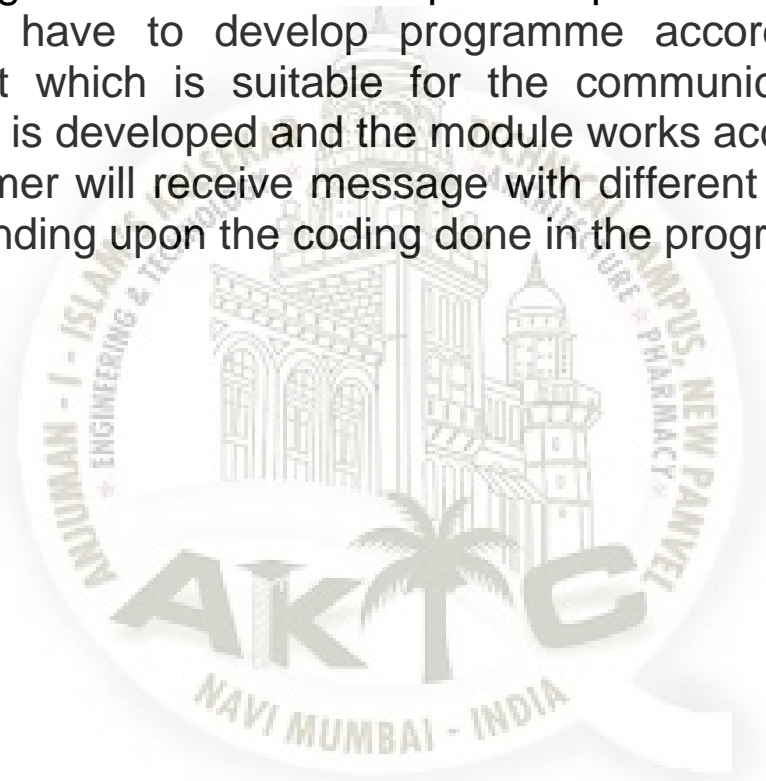 have to develop programme accor
t which is suitable for the communic
is developed and the module works acc
mer will receive message with different
nding upon the coding done in the progr
ANJUMAN - I - ISLAM'S KALSEKAR TECHNICAL CAMPUS, NEW PANVEL
ENGINEERING & TECHNOLOGY ARCHITECTURE PHARMACY
AKTC
NAVI MUMBAI - INDIA